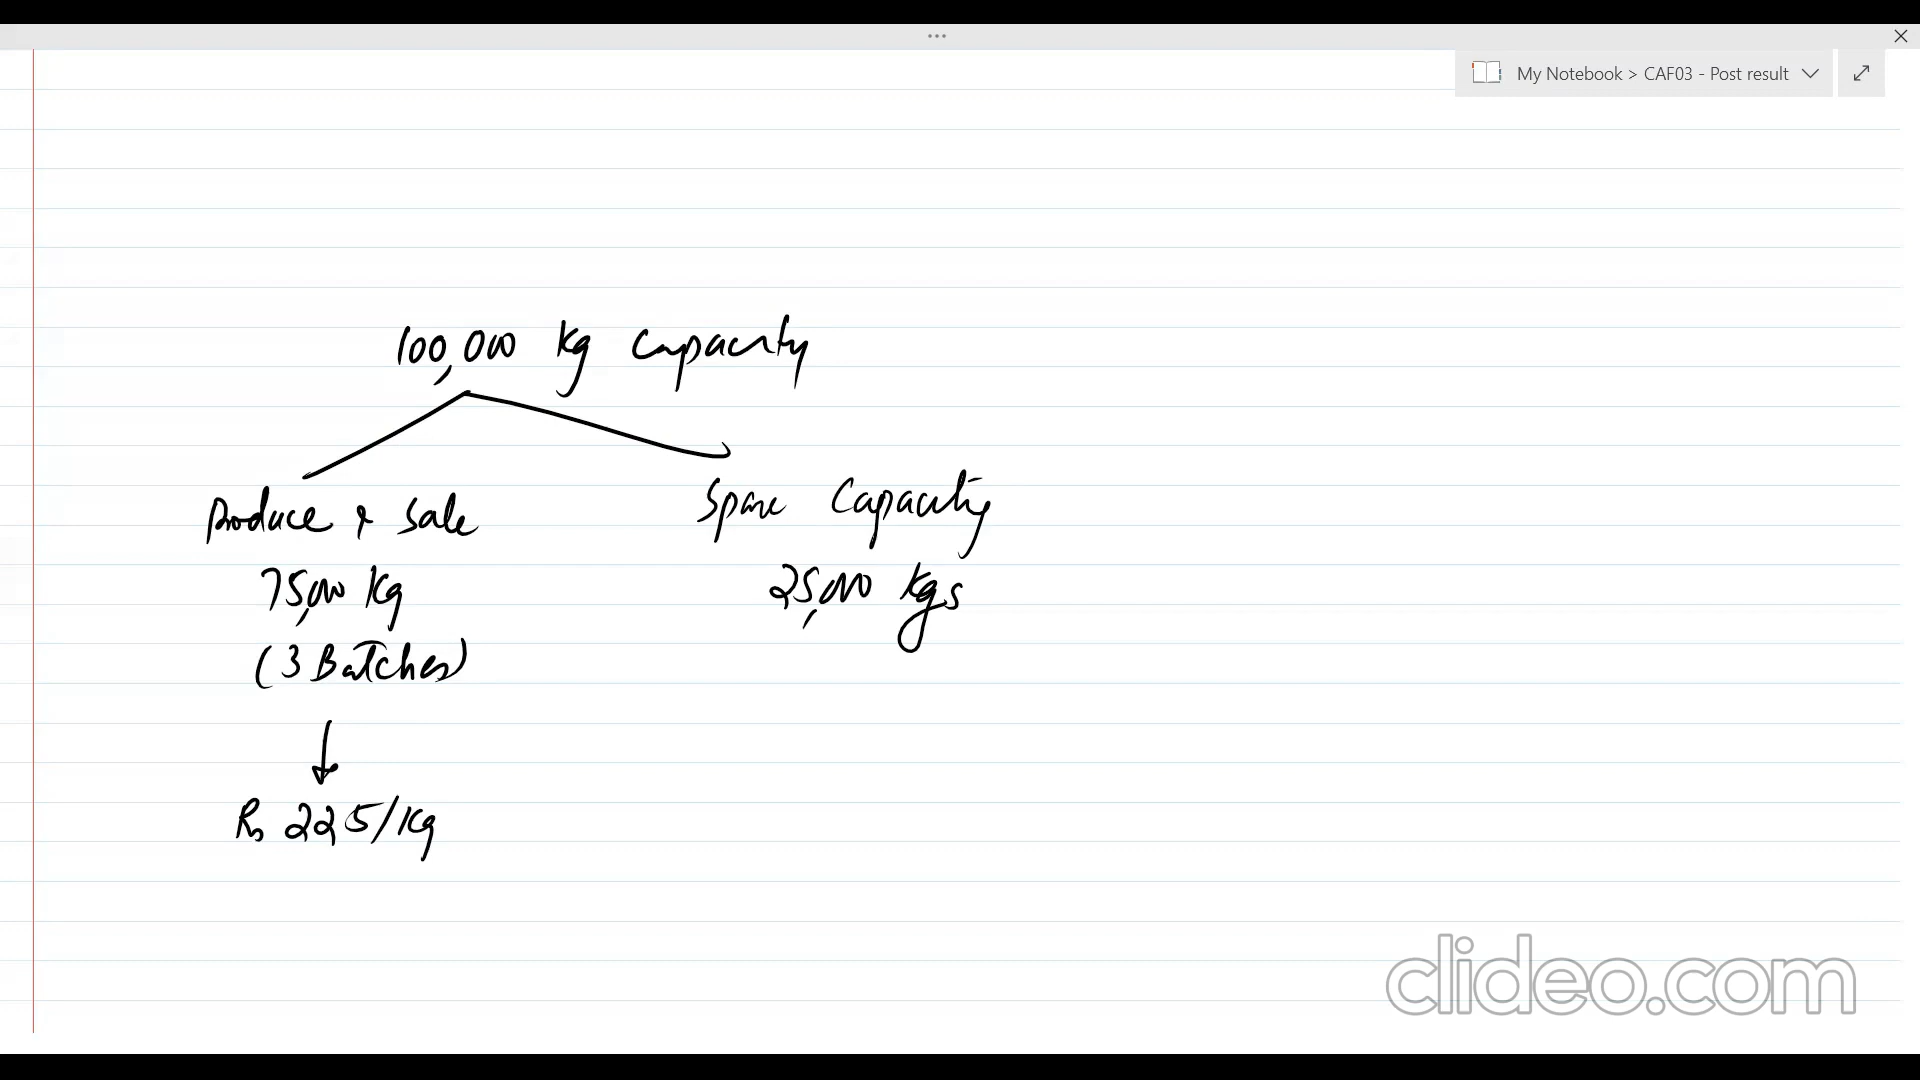 My Notebook > CAF03 - Post result
100,000 Kg Capacity
Produce & Sale
Spare Capacity
75,000 Kg
25,000 Kgs
(3 Batches)
Rs 225/Kg
clideo.com